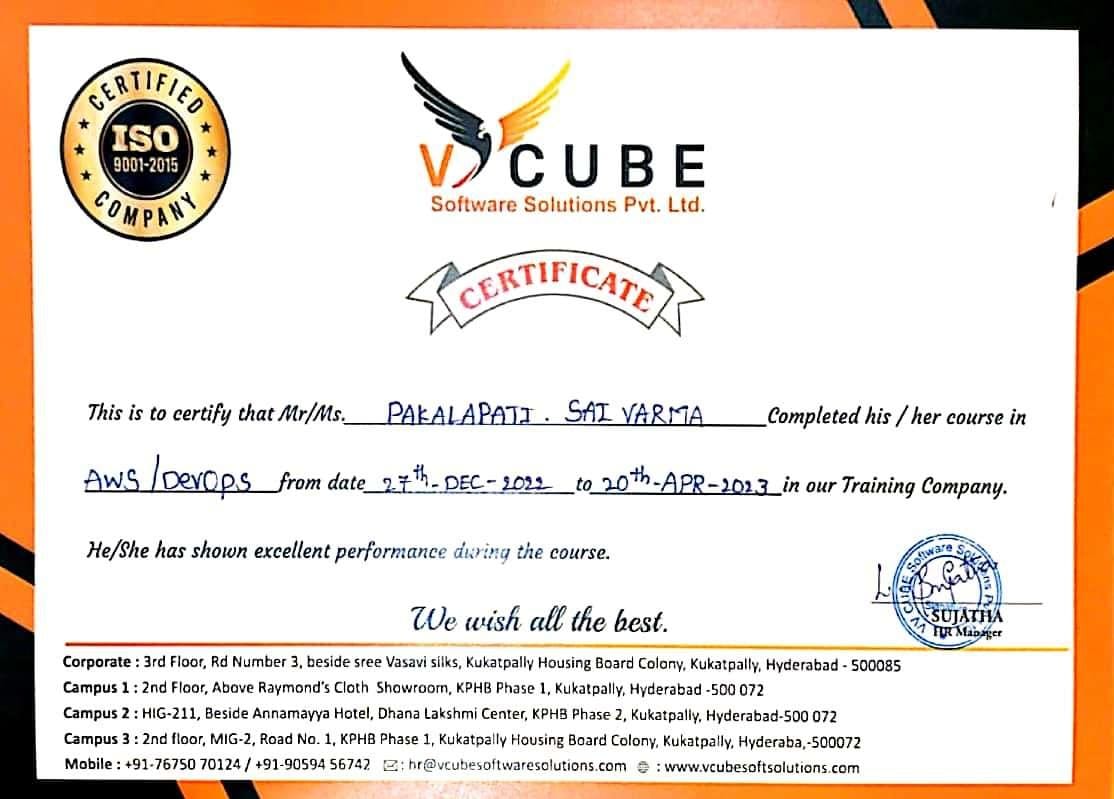 CERTIFIED
ISO
9001-2015
COMPANY
V CUBE
Software Solutions Pvt. Ltd.
CERTIFICATE
This is to certify that Mr/Ms. PAKALAPATI . SAI VARMA Completed his / her course in
AWS/DevOps from date 27th-DEC-2022 to 20th-APR-2023 in our Training Company.
He/She has shown excellent performance during the course.
We wish all the best.
SUJATHA
HR Manager
Corporate : 3rd Floor, Rd Number 3, beside sree Vasavi silks, Kukatpally Housing Board Colony, Kukatpally, Hyderabad - 500085
Campus 1 : 2nd Floor, Above Raymond's Cloth Showroom, KPHB Phase 1, Kukatpally, Hyderabad -500 072
Campus 2 : HIG-211, Beside Annamayya Hotel, Dhana Lakshmi Center, KPHB Phase 2, Kukatpally, Hyderabad-500 072
Campus 3 : 2nd floor, MIG-2, Road No. 1, KPHB Phase 1, Kukatpally Housing Board Colony, Kukatpally, Hyderaba,-500072
Mobile : +91-76750 70124 / +91-90594 56742 : hr@vcubesoftwaresolutions.com : www.vcubesoftsolutions.com